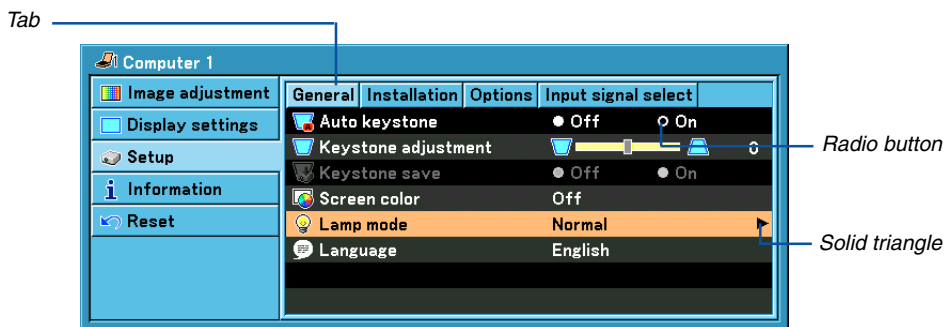 Tab
Computer 1
Image adjustment
Display settings
Setup
Information
Reset
General Installation Options Input signal select
Auto keystone Off On
Keystone adjustment 0
Keystone save Off On
Screen color Off
Lamp mode Normal
Language English
Radio button
Solid triangle